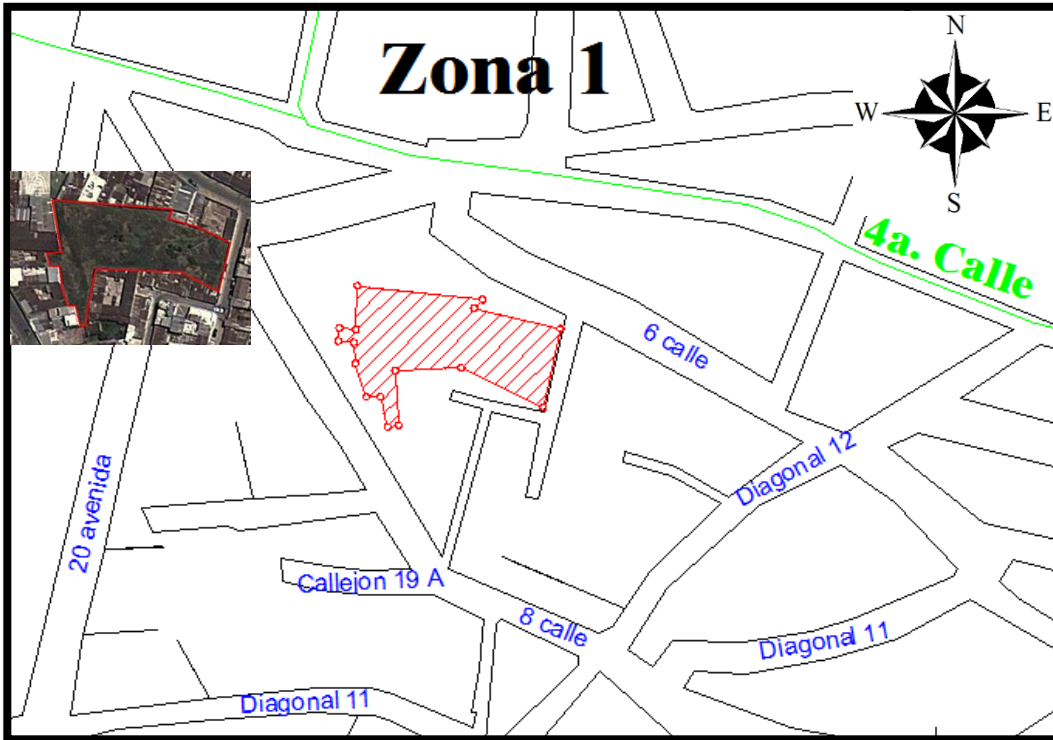 Zona 1
N
W
E
S
4a. Calle
6 calle
Diagonal 12
20 avenida
Callejon 19 A
8 calle
Diagonal 11
Diagonal 11